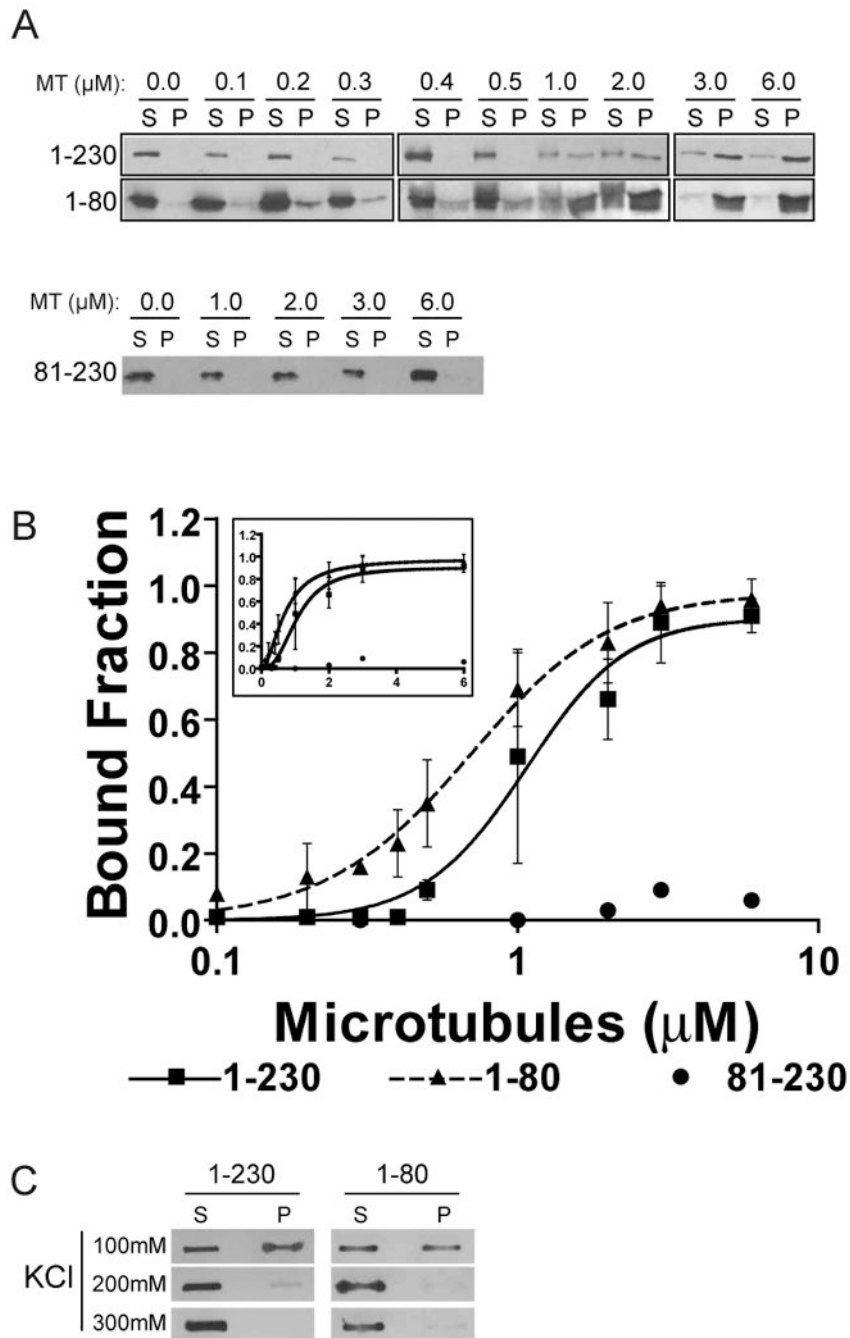 A
MT (µM): 0.0 0.1 0.2 0.3 0.4 0.5 1.0 2.0 3.0 6.0
S P S P S P S P S P S P S P S P S P S P
1-230
1-80
MT (µM): 0.0 1.0 2.0 3.0 6.0
S P S P S P S P S P
81-230
B
Bound Fraction
1.2
1.0
0.8
0.6
0.4
0.2
0.0
0.1 1 10
1.2
1.0
0.8
0.6
0.4
0.2
0.0
0 2 4 6
Microtubules (µM)
1-230 1-80 81-230
C
1-230 1-80
S P S P
KCl
100mM
200mM
300mM